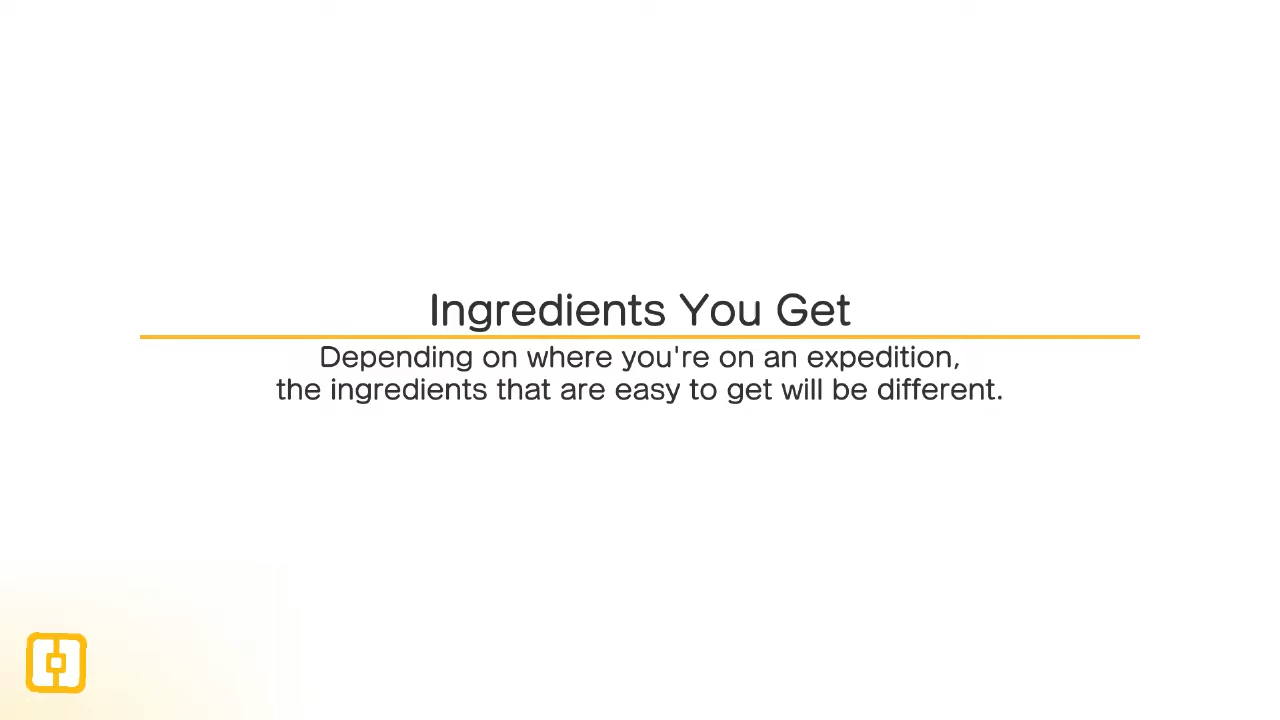 Ingredients You Get
Depending on where you're on an expedition,
the ingredients that are easy to get will be different.